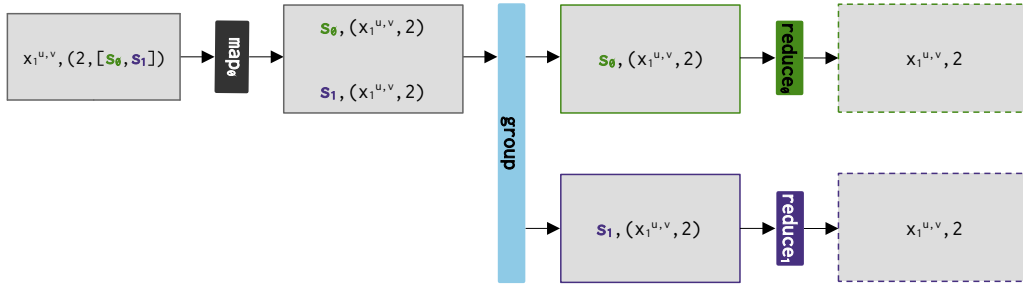 x₁ᵘ,ᵛ,(2,[s₀,s₁])
map₀
s₀,(x₁ᵘ,ᵛ,2)
s₁,(x₁ᵘ,ᵛ,2)
group
s₀,(x₁ᵘ,ᵛ,2)
reduce₀
x₁ᵘ,ᵛ,2
s₁,(x₁ᵘ,ᵛ,2)
reduce₁
x₁ᵘ,ᵛ,2